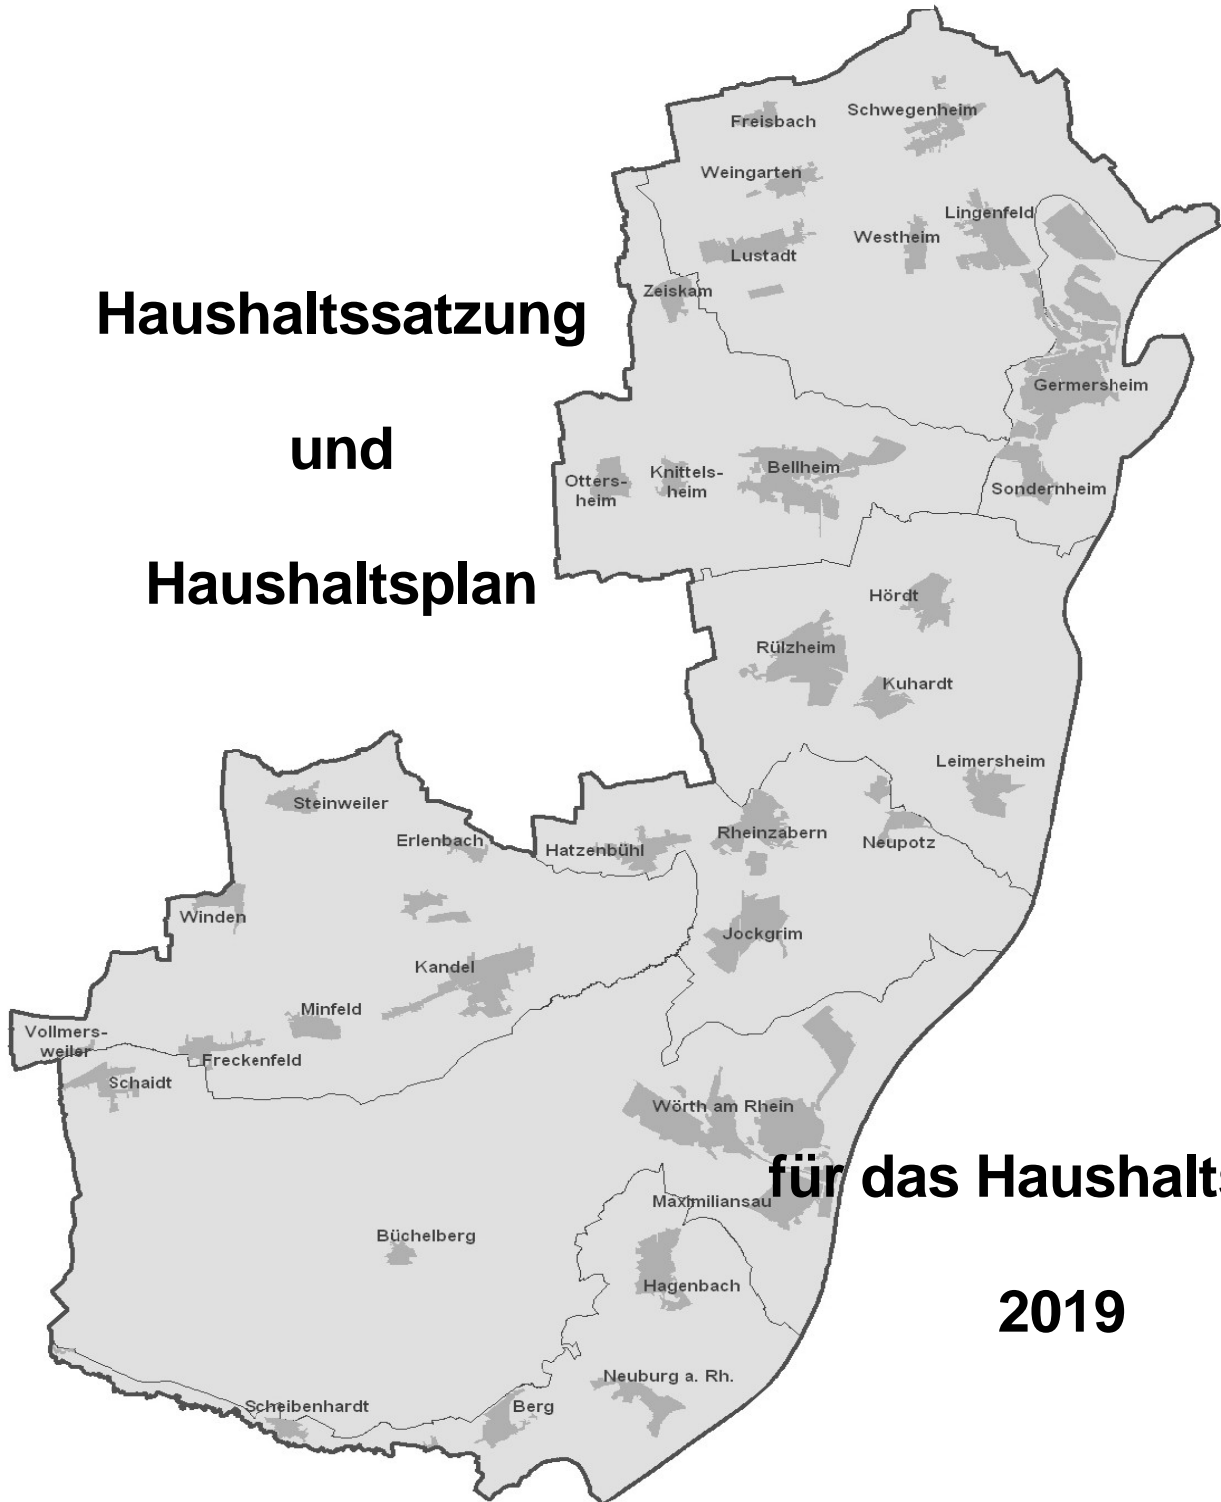 Haushaltssatzung
und
Haushaltsplan
Freisbach
Schwegenheim
Weingarten
Lingenfeld
Westheim
Lustadt
Zeiskam
Germersheim
Otters-
heim
Knittels-
heim
Bellheim
Sondernheim
Hördt
Rülzheim
Kuhardt
Leimersheim
Steinweiler
Erlenbach
Hatzenbühl
Rheinzabern
Neupotz
Winden
Jockgrim
Kandel
Minfeld
Vollmers-
weiler
Freckenfeld
Schaidt
Wörth am Rhein
für das Haushalts
Maximiliansau
Büchelberg
Hagenbach
2019
Neuburg a. Rh.
Scheibenhardt
Berg